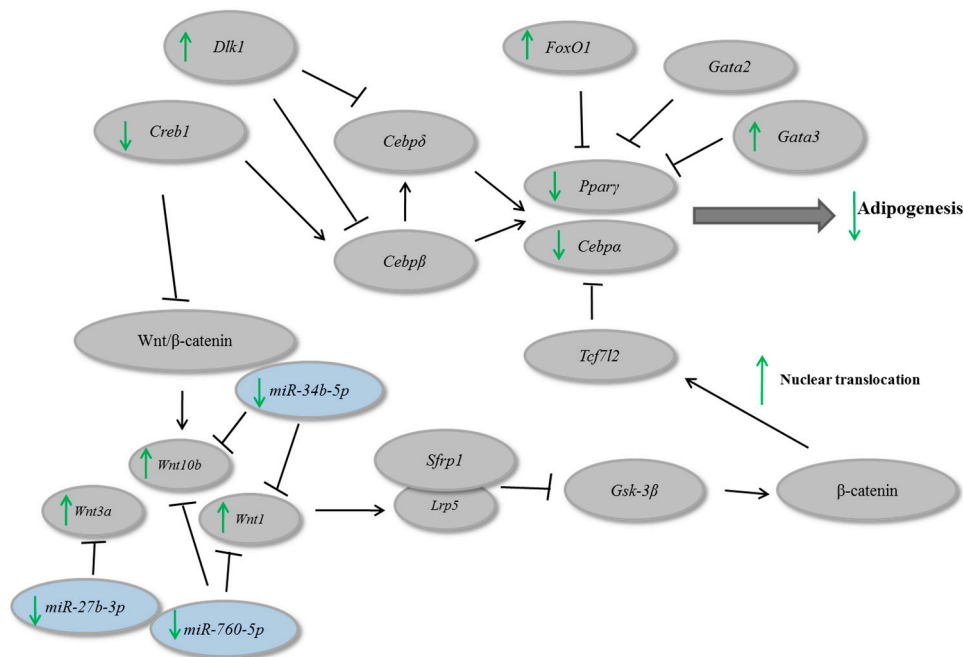 Dlk1
FoxO1
Gata2
Creb1
Cebpδ
Gata3
Pparγ
Adipogenesis
Cebpα
Cebpβ
Wnt/β-catenin
Tcf7l2
Nuclear translocation
miR-34b-5p
Wnt10b
Sfrp1
Wnt3a
Wnt1
Lrp5
Gsk-3β
β-catenin
miR-27b-3p
miR-760-5p